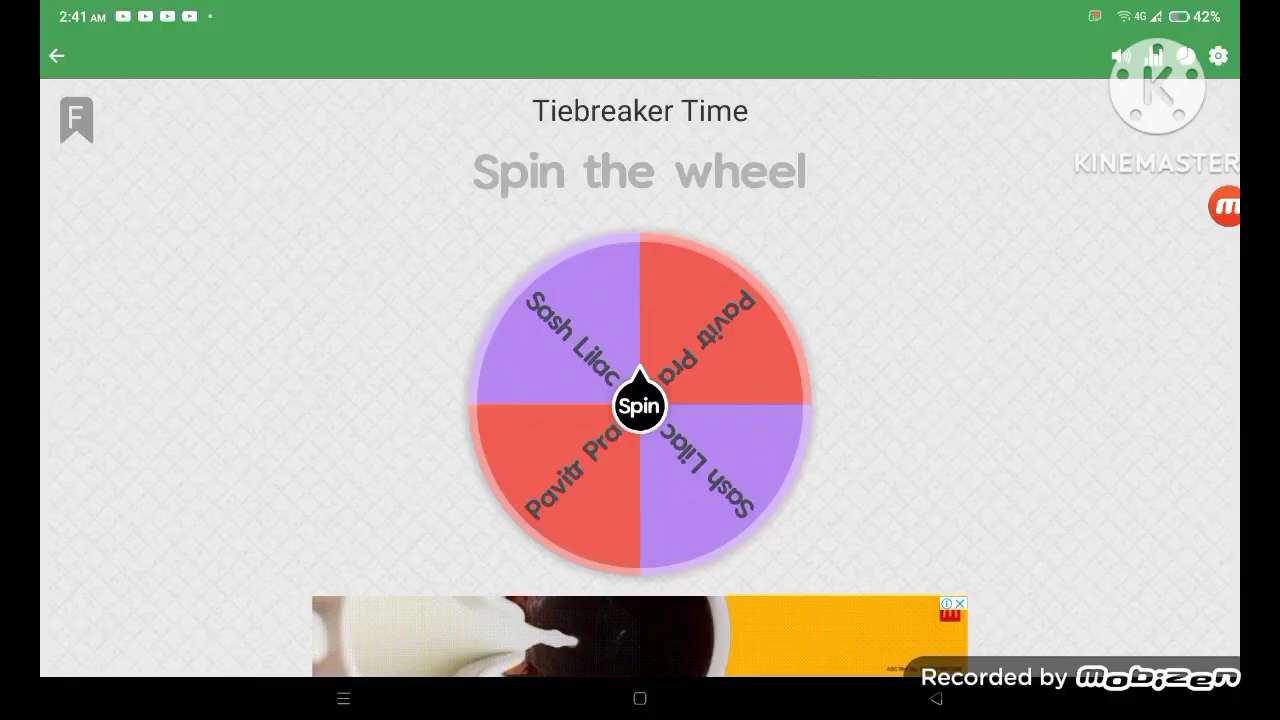 2:41 AM
4G 42%
F
Tiebreaker Time
K
KINEMASTER
Spin the wheel
m
Sash Lilac
Pavitr Pra
Spin
Pavitr Pra
Sash Lilac
Recorded by mobizen